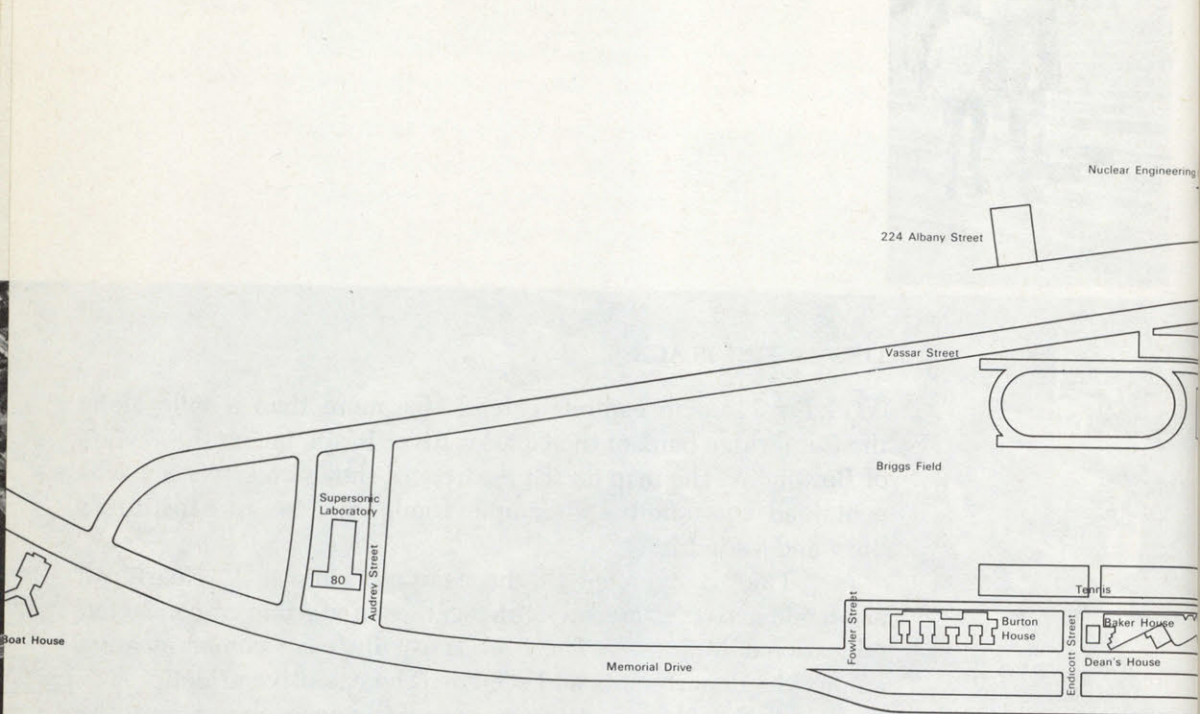 Nuclear Engineering
224 Albany Street
Vassar Street
Briggs Field
Supersonic
Laboratory
80
Audrey Street
Boat House
Memorial Drive
Fowler Street
Burton
House
Tennis
Endicott Street
Baker House
Dean's House